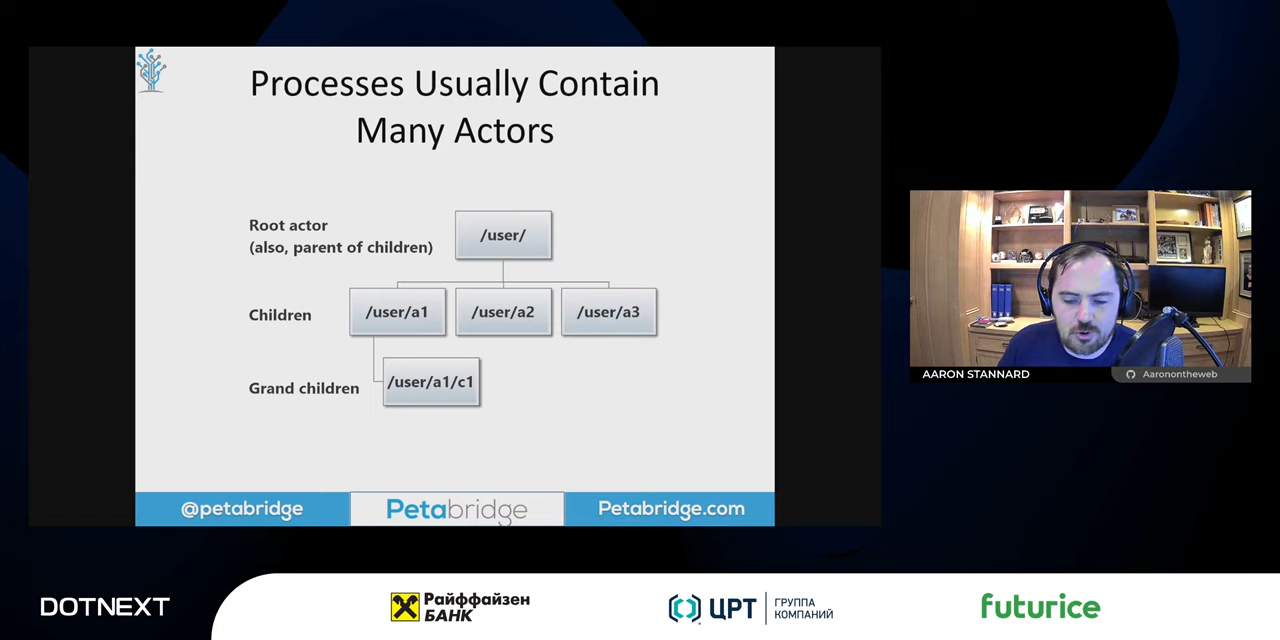 Processes Usually Contain
Many Actors
Root actor
(also, parent of children)
/user/
Children
/user/a1
/user/a2
/user/a3
Grand children
/user/a1/c1
@petabridge
Petabridge
Petabridge.com
AARON STANNARD
Aaronontheweb
DOTNEXT
Райффайзен
БАНК
ЦРТ
ГРУППА
КОМПАНИЙ
futurice